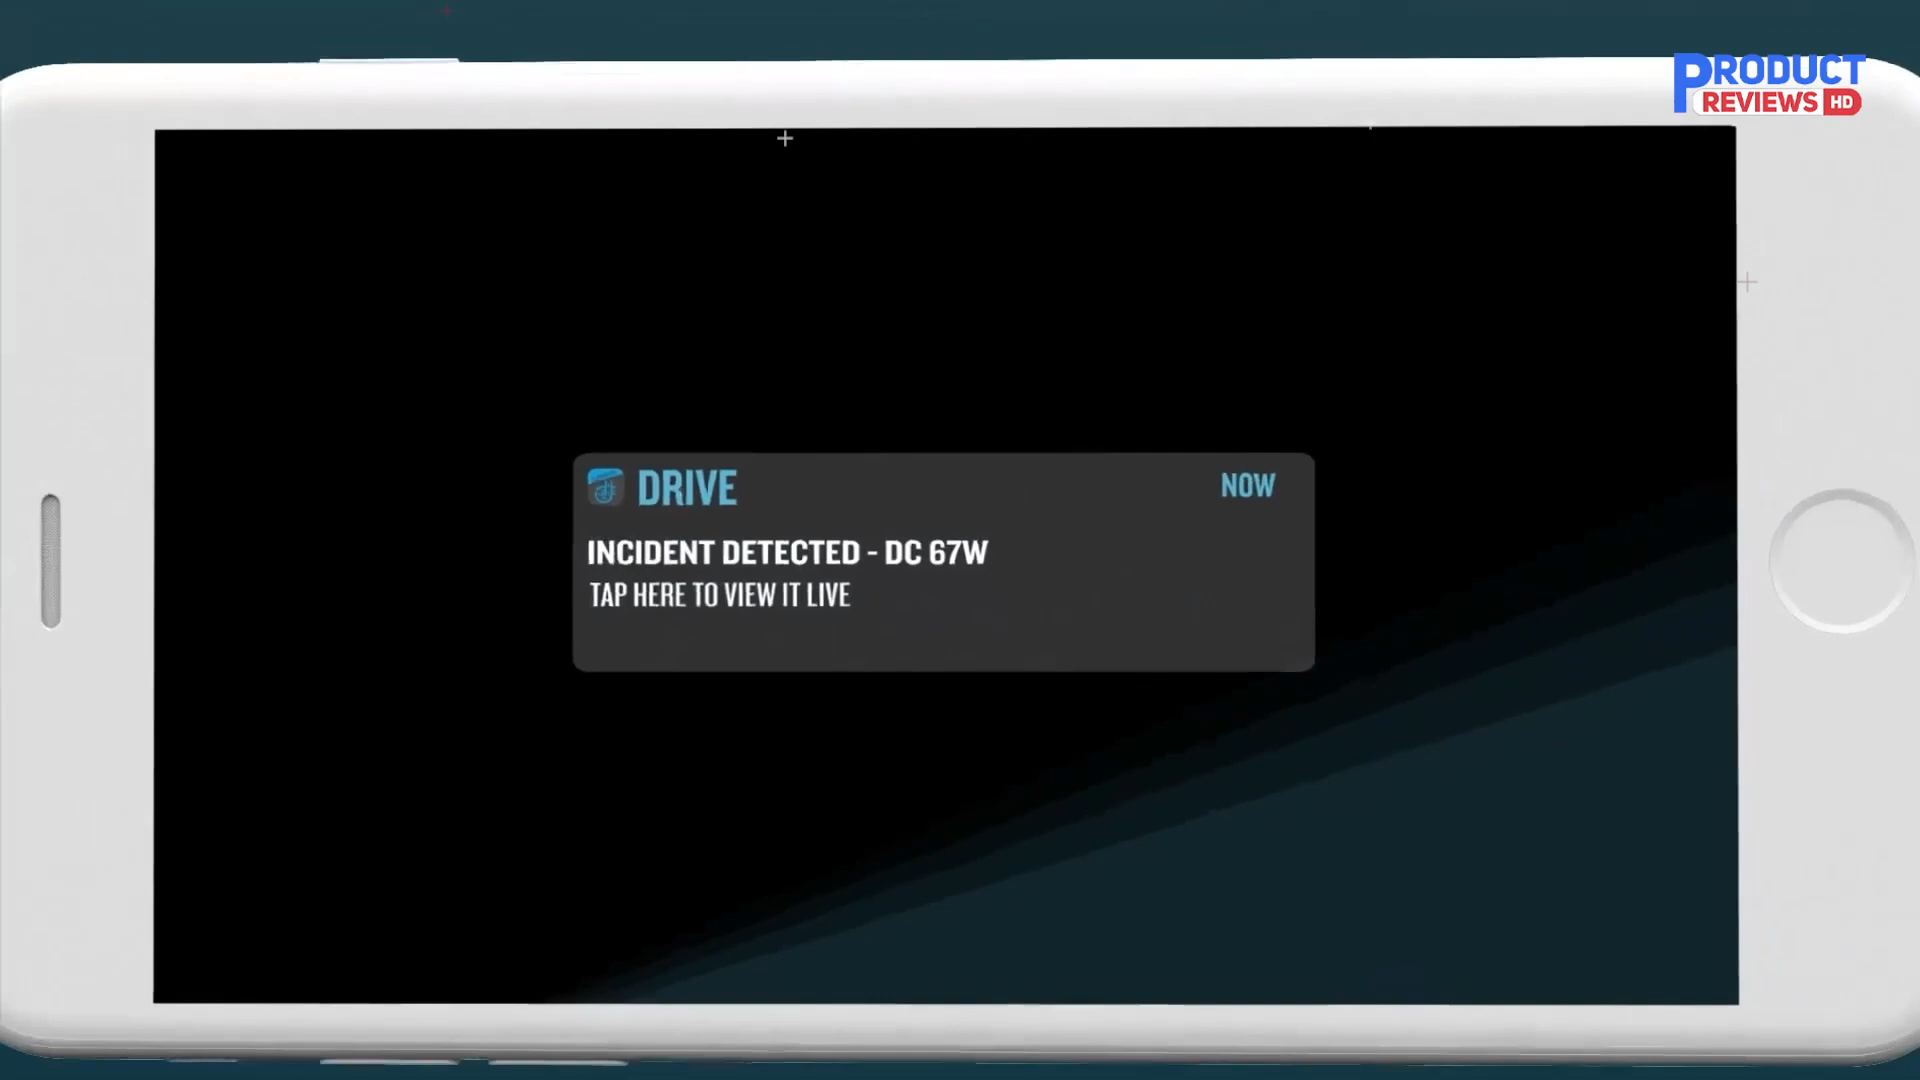 PRODUCT
REVIEWS HD
DRIVE
NOW
INCIDENT DETECTED - DC 67W
TAP HERE TO VIEW IT LIVE